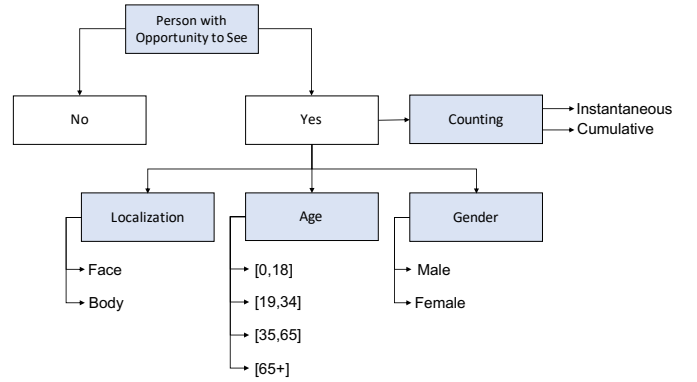 Person with
Opportunity to See
No
Yes
Counting
Instantaneous
Cumulative
Localization
Age
Gender
Face
Body
[0,18]
[19,34]
[35,65]
[65+]
Male
Female